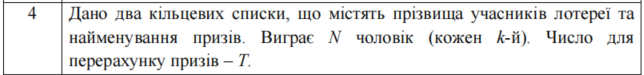 4 Дано два кільцевих списки, що містять прізвища учасників лотереї та
найменування призів. Виграє N чоловік (кожен k-й). Число для
перерахунку призів – T.